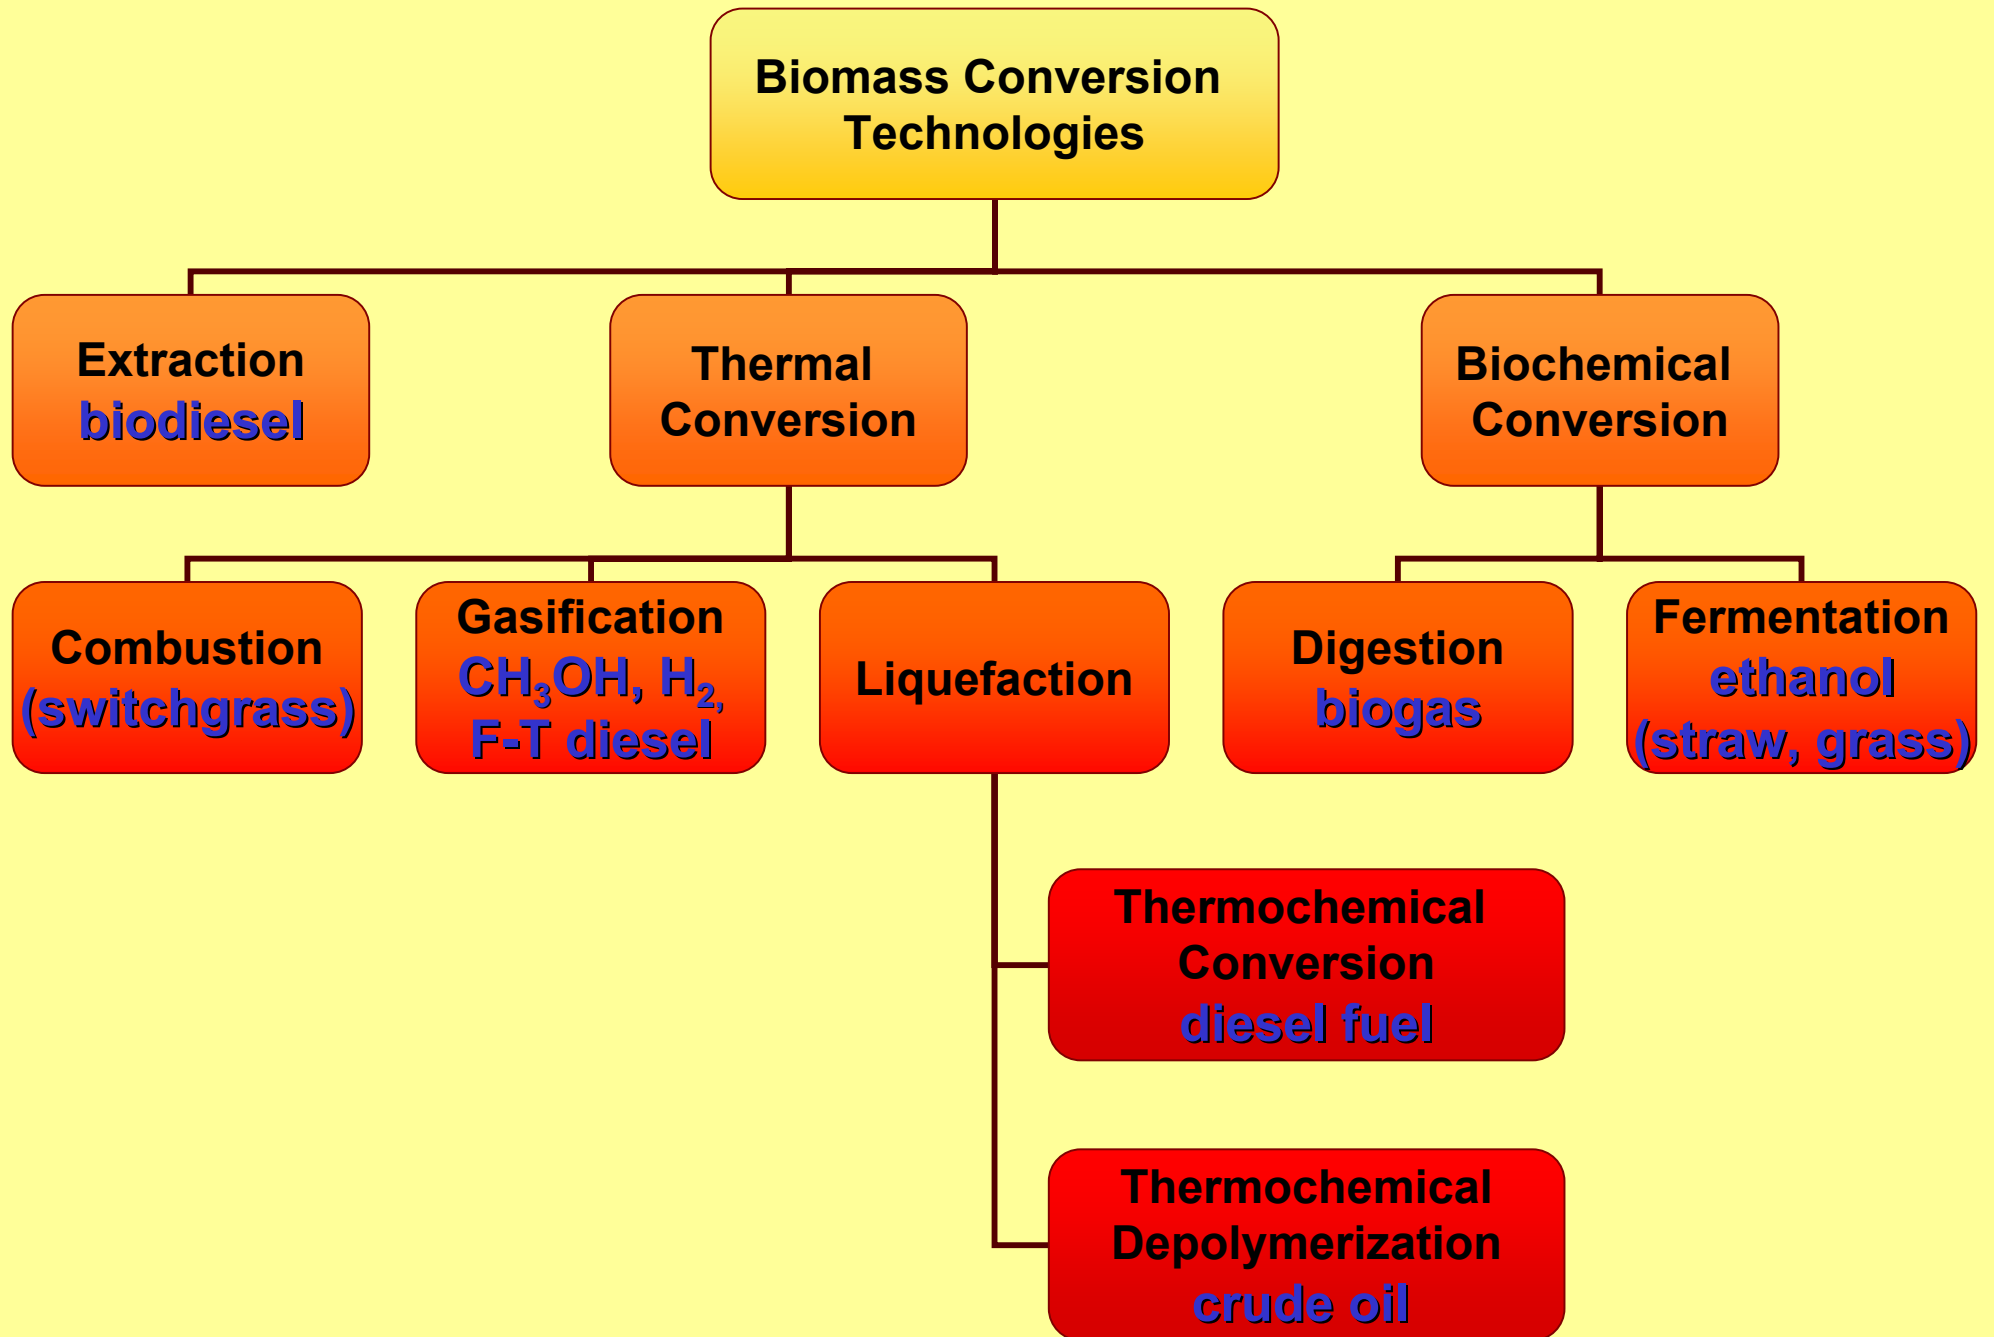 Biomass Conversion
Technologies
Extraction
biodiesel
Thermal
Conversion
Biochemical
Conversion
Combustion
(switchgrass)
Gasification
CH₃OH, H₂,
F-T diesel
Liquefaction
Digestion
biogas
Fermentation
ethanol
(straw, grass)
Thermochemical
Conversion
diesel fuel
Thermochemical
Depolymerization
crude oil